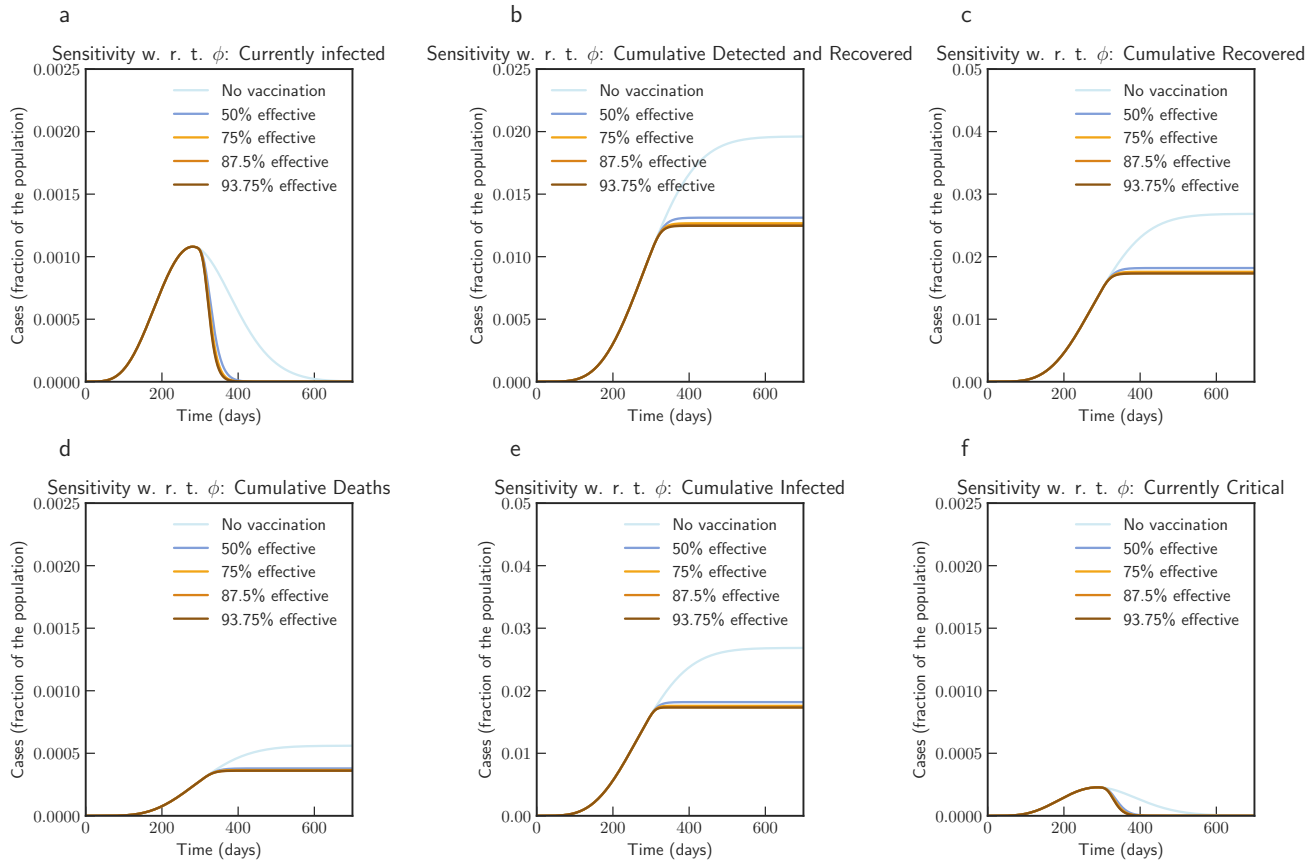 a
Sensitivity w. r. t. ϕ: Currently infected
0.0025
0.0020
0.0015
0.0010
0.0005
0.0000
Cases (fraction of the population)
No vaccination
50% effective
75% effective
87.5% effective
93.75% effective
0
200
400
600
Time (days)
b
Sensitivity w. r. t. ϕ: Cumulative Detected and Recovered
0.025
0.020
0.015
0.010
0.005
0.000
Cases (fraction of the population)
No vaccination
50% effective
75% effective
87.5% effective
93.75% effective
0
200
400
600
Time (days)
c
Sensitivity w. r. t. ϕ: Cumulative Recovered
0.05
0.04
0.03
0.02
0.01
0.00
Cases (fraction of the population)
No vaccination
50% effective
75% effective
87.5% effective
93.75% effective
0
200
400
600
Time (days)
d
Sensitivity w. r. t. ϕ: Cumulative Deaths
0.0025
0.0020
0.0015
0.0010
0.0005
0.0000
Cases (fraction of the population)
No vaccination
50% effective
75% effective
87.5% effective
93.75% effective
0
200
400
600
Time (days)
e
Sensitivity w. r. t. ϕ: Cumulative Infected
0.05
0.04
0.03
0.02
0.01
0.00
Cases (fraction of the population)
No vaccination
50% effective
75% effective
87.5% effective
93.75% effective
0
200
400
600
Time (days)
f
Sensitivity w. r. t. ϕ: Currently Critical
0.0025
0.0020
0.0015
0.0010
0.0005
0.0000
Cases (fraction of the population)
No vaccination
50% effective
75% effective
87.5% effective
93.75% effective
0
200
400
600
Time (days)